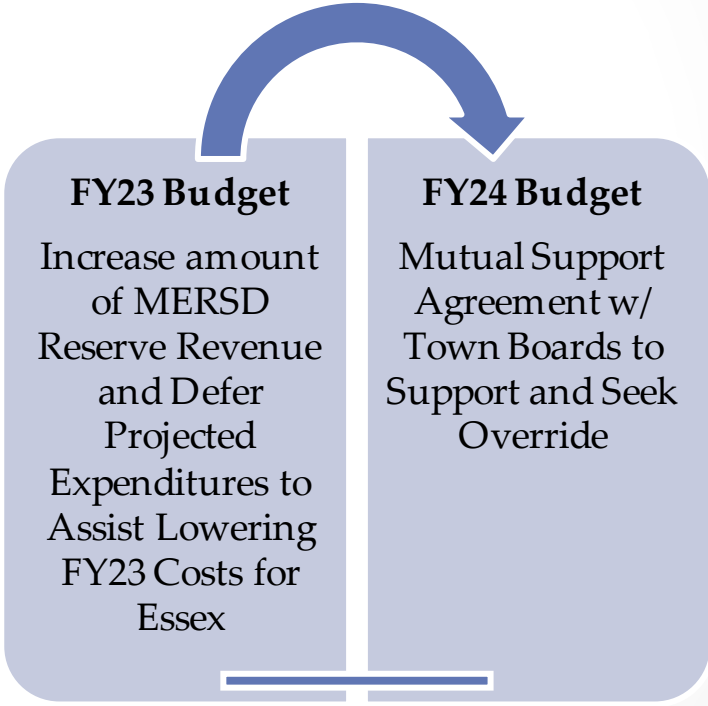 FY23 Budget
Increase amount
of MERSD
Reserve Revenue
and Defer
Projected
Expenditures to
Assist Lowering
FY23 Costs for
Essex
FY24 Budget
Mutual Support
Agreement w/
Town Boards to
Support and Seek
Override